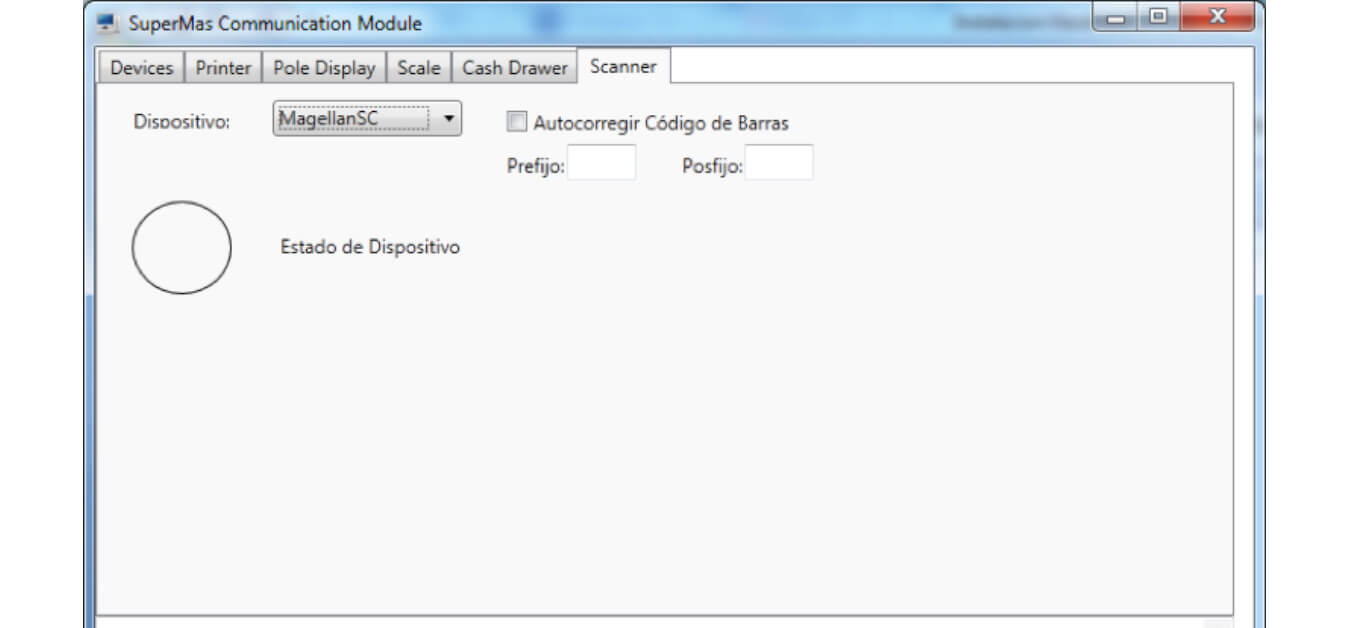 SuperMas Communication Module
Devices Printer Pole Display Scale Cash Drawer Scanner
Dispositivo: MagellanSC Autocorregir Código de Barras
Prefijo: Posfijo:
Estado de Dispositivo